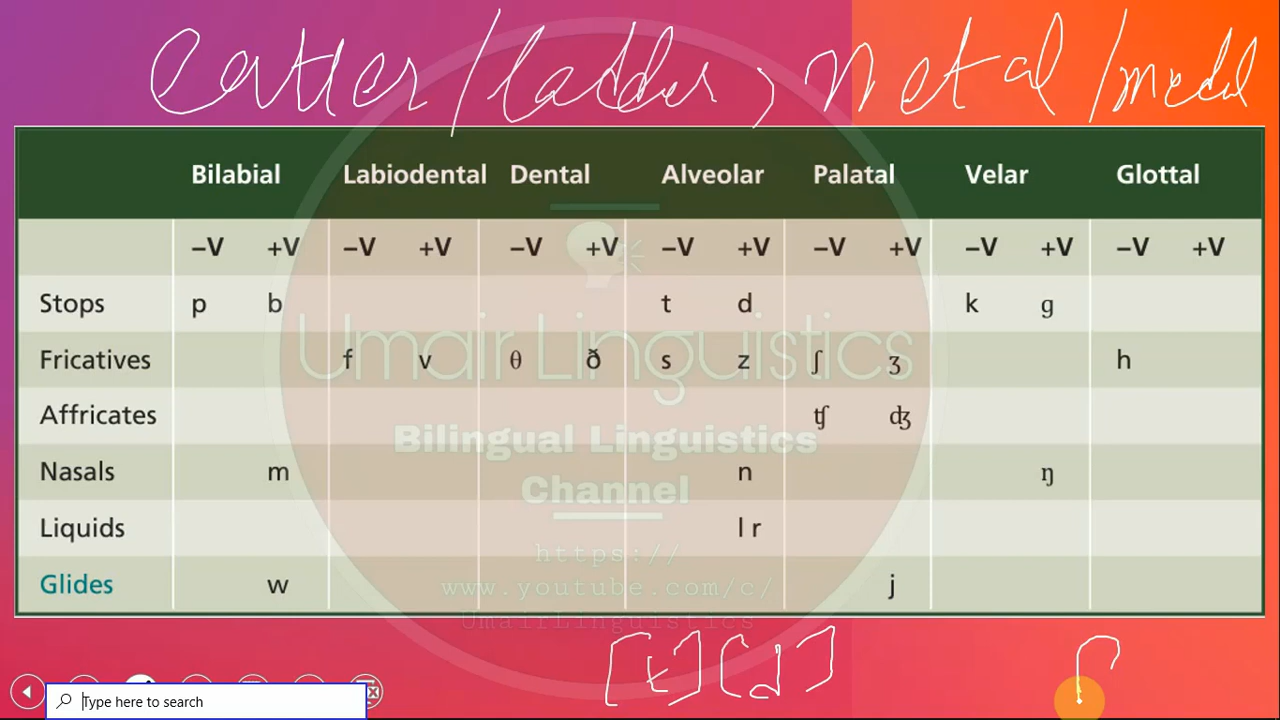 latter/ladder, Metal/medal
Bilabial Labiodental Dental Alveolar Palatal Velar Glottal
–V +V –V +V –V +V –V +V –V +V –V +V –V +V
Stops p b t d k ɡ
Fricatives f v θ ð s z ʃ ʒ h
Affricates ʧ ʤ
Nasals m n ŋ
Liquids l r
Glides w j
Umair Linguistics
Bilingual Linguistics
Channel
https://
www.youtube.com/c/
UmairLinguistics
[t] [d] ɾ
Type here to search